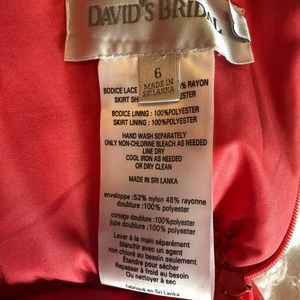 DAVID'S BRIDAL
6
MADE IN
SRI LANKA
BODICE LACE
% RAYON
SKIRT SH
POLYESTER
BODICE LINING : 100%POLYESTER
SKIRT LINING : 100%POLYESTER
HAND WASH SEPARATELY
ONLY NON-CHLORINE BLEACH AS NEEDED
LINE DRY
COOL IRON AS NEEDED
OR DRY CLEAN
MADE IN SRI LANKA
enveloppe :52% nylon 48% rayonne
doublure :100% polyester
corsage doublure :100% polyester
jupe doublure :100% polyester
Laver à la main séparément
blanchir avec un agent
non chloré au besoin seulement
Étendre pour sécher
Repasser à froid au besoin
Ou nettoyer à sec
fabriqué en Sri Lanka